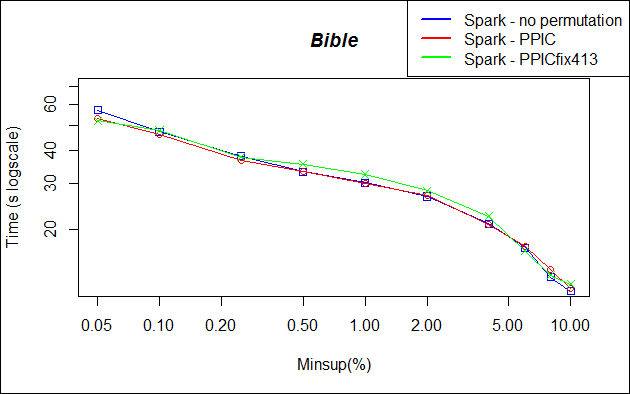 Bible
Spark - no permutation
Spark - PPIC
Spark - PPICfix413
Time (s logscale)
60
40
30
20
0.05 0.10 0.20 0.50 1.00 2.00 5.00 10.00
Minsup(%)